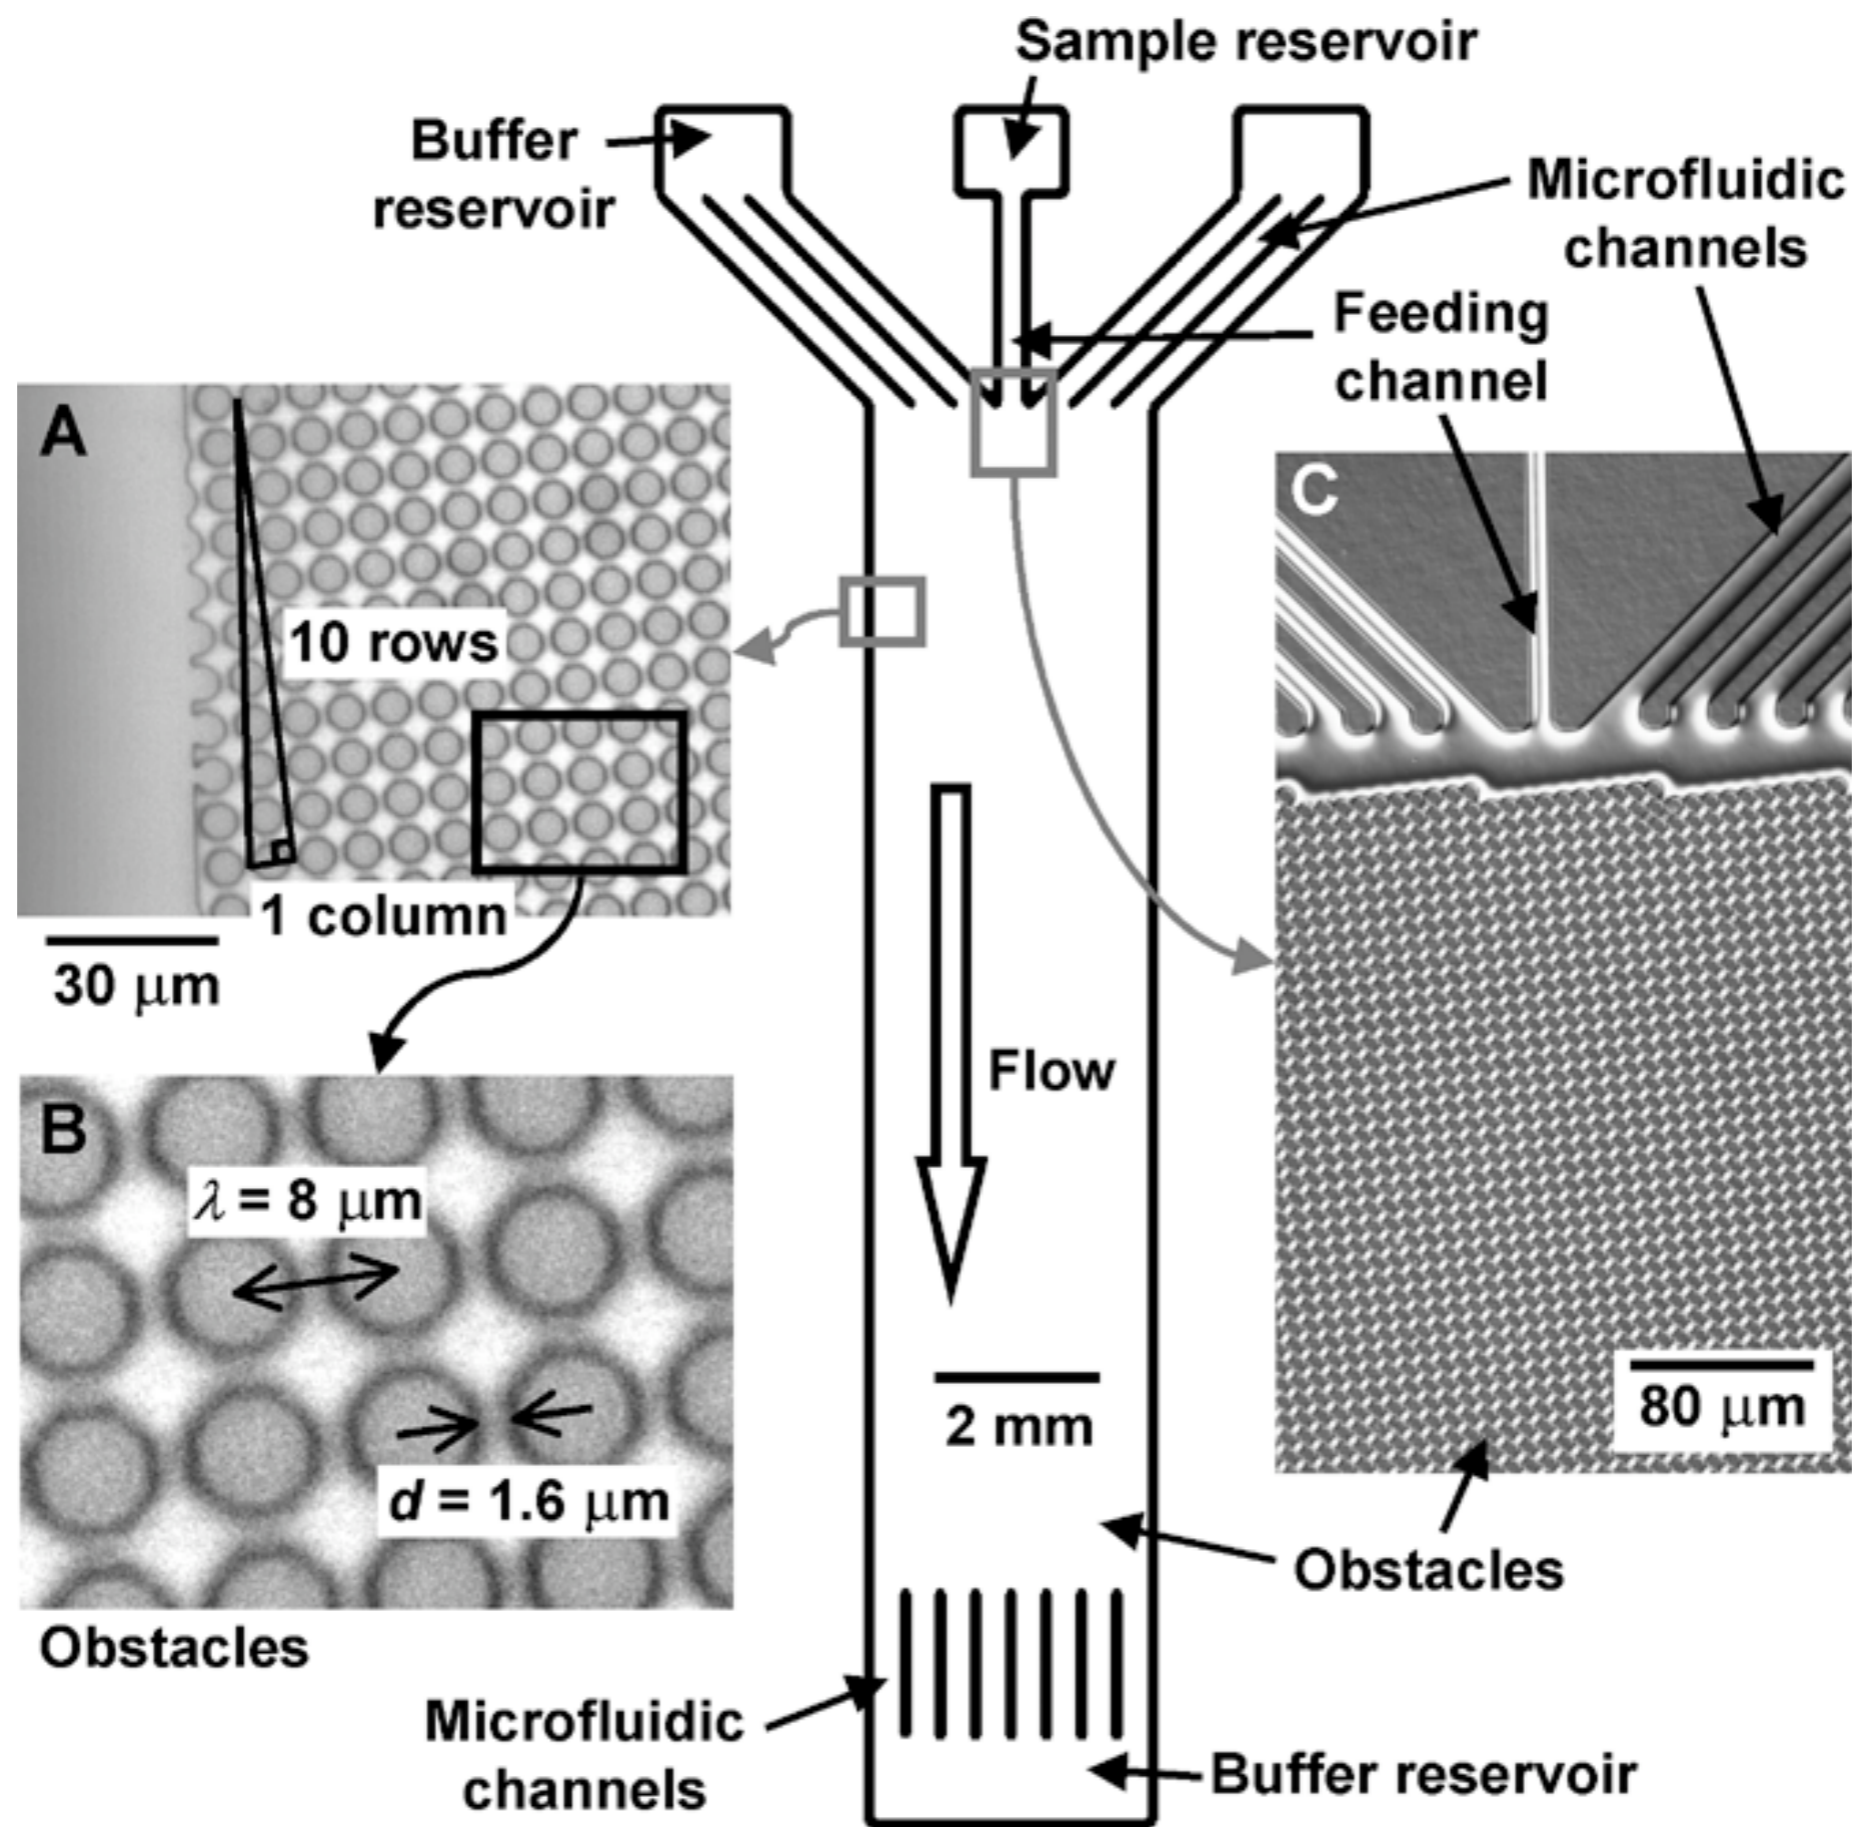 Sample reservoir
Buffer
reservoir
Microfluidic
channels
Feeding
channel
A
10 rows
1 column
30 μm
C
80 μm
B
λ = 8 μm
d = 1.6 μm
Obstacles
Flow
2 mm
Obstacles
Microfluidic
channels
Buffer reservoir